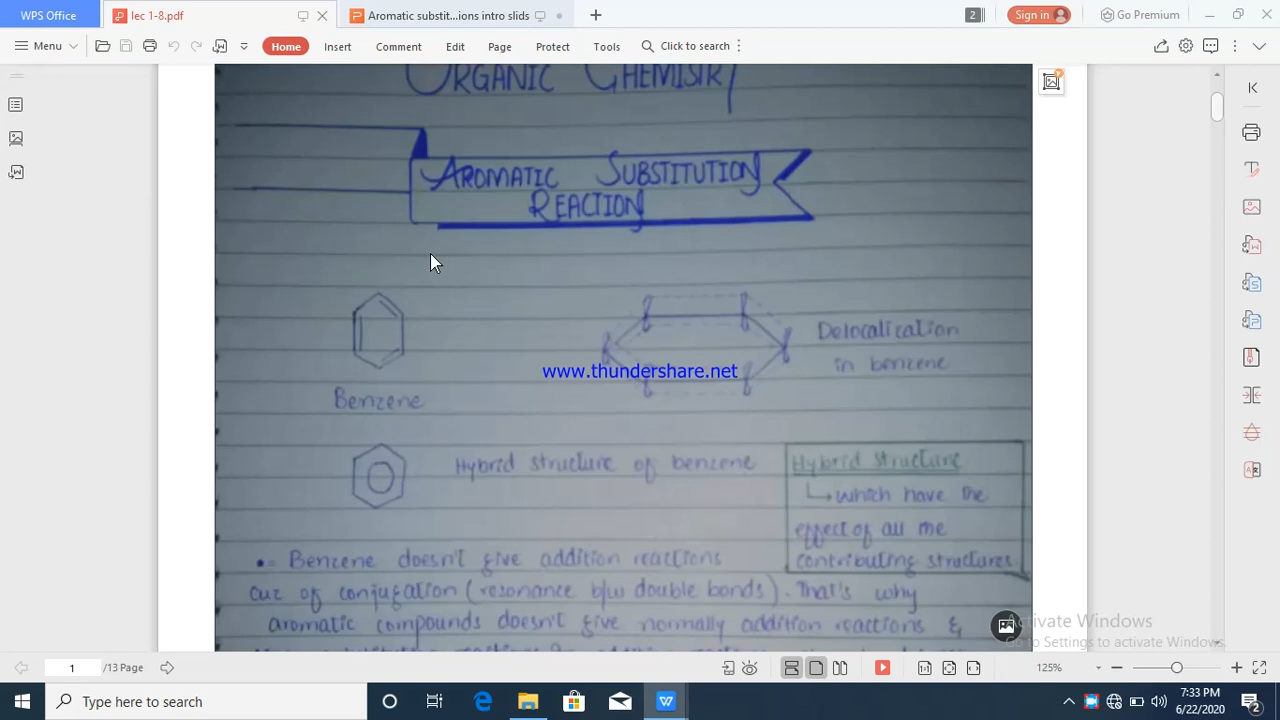 WPS Office
lec 1-8.pdf
Aromatic substit...ions intro slids
2
Sign in
Go Premium
Menu
Home
Insert
Comment
Edit
Page
Protect
Tools
Click to search
ORGANIC CHEMISTRY
AROMATIC SUBSTITUTION
REACTION
Delocalization
in benzene
www.thundershare.net
Benzene
Hybrid structure of benzene
Hybrid structure
which have the
effect of all the
contributing structures.
• = Benzene doesn't give addition reactions
cuz of conjugation (resonance b/w double bonds). That's why
aromatic compounds doesn't give normally addition reactions &
Activate Windows
Go to Settings to activate Windows.
1
/13 Page
125%
Type here to search
7:33 PM
6/22/2020
2